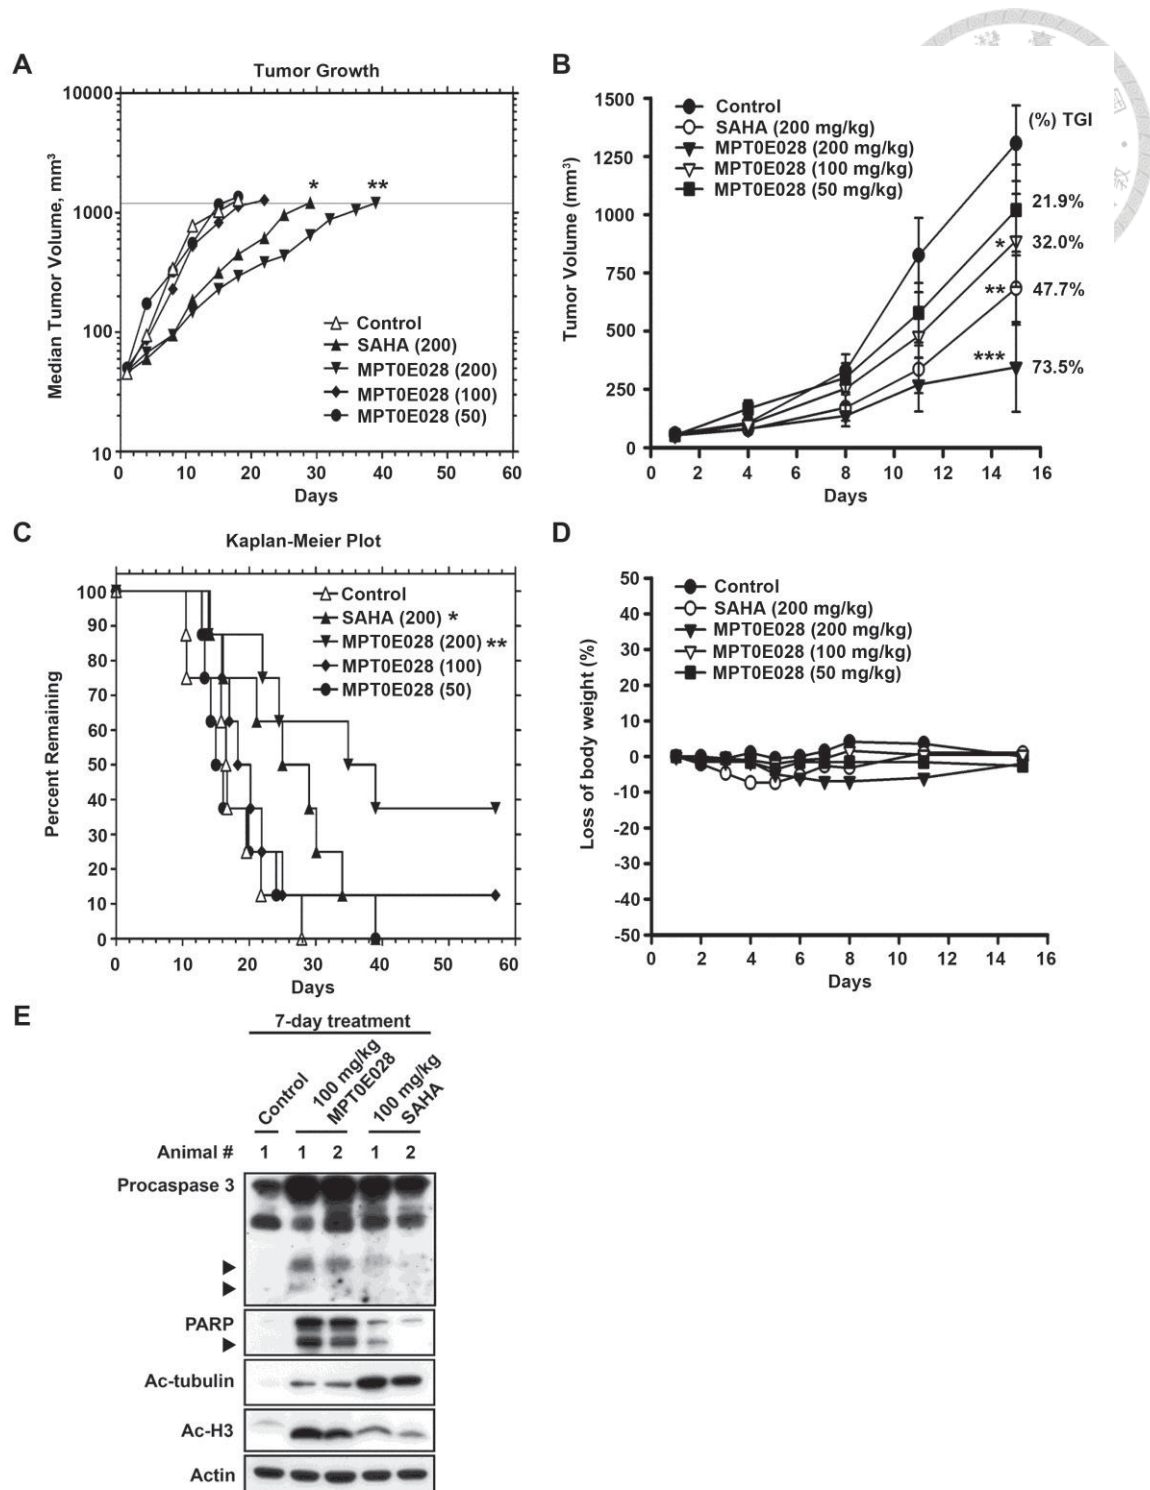 A
Tumor Growth
Median Tumor Volume, mm³
10000
1000
100
10
* **
Control
SAHA (200)
MPT0E028 (200)
MPT0E028 (100)
MPT0E028 (50)
0 10 20 30 40 50 60
Days
B
Tumor Volume (mm³)
1500
1250
1000
750
500
250
0
Control
SAHA (200 mg/kg)
MPT0E028 (200 mg/kg)
MPT0E028 (100 mg/kg)
MPT0E028 (50 mg/kg)
(%) TGI
21.9%
* 32.0%
** 47.7%
*** 73.5%
0 2 4 6 8 10 12 14 16
Days
C
Kaplan-Meier Plot
Percent Remaining
100
90
80
70
60
50
40
30
20
10
0
Control
SAHA (200) *
MPT0E028 (200) **
MPT0E028 (100)
MPT0E028 (50)
0 10 20 30 40 50 60
Days
D
Loss of body weight (%)
50
40
30
20
10
0
-10
-20
-30
-40
-50
Control
SAHA (200 mg/kg)
MPT0E028 (200 mg/kg)
MPT0E028 (100 mg/kg)
MPT0E028 (50 mg/kg)
0 2 4 6 8 10 12 14 16
Days
E
7-day treatment
Control
100 mg/kg
MPT0E028
100 mg/kg
SAHA
Animal # 1 1 2 1 2
Procaspase 3
PARP
Ac-tubulin
Ac-H3
Actin